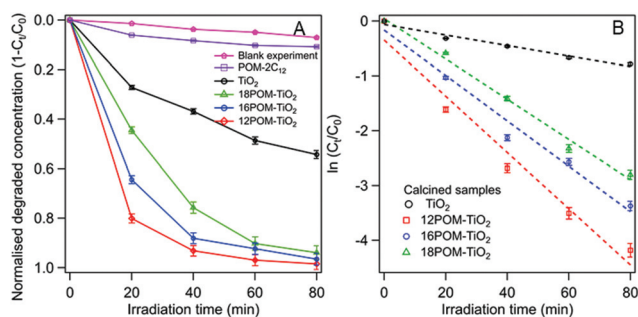 A
Normalised degraded concentration (1-Ct/C0)
0.0
0.2
0.4
0.6
0.8
1.0
Blank experiment
POM-2C12
TiO2
18POM-TiO2
16POM-TiO2
12POM-TiO2
0 20 40 60 80
Irradiation time (min)
B
ln (Ct/C0)
0
-1
-2
-3
-4
Calcined samples
TiO2
12POM-TiO2
16POM-TiO2
18POM-TiO2
0 20 40 60 80
Irradiation time (min)